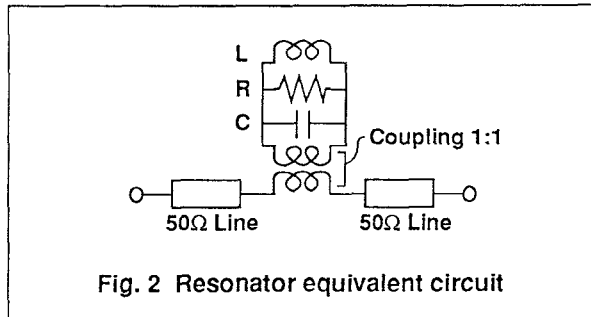 L
R
C
Coupling 1:1
50Ω Line
50Ω Line
Fig. 2 Resonator equivalent circuit